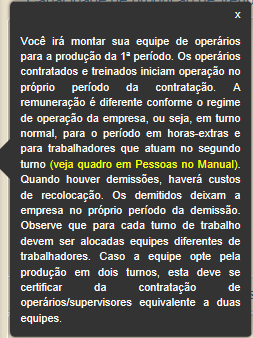 x
Você irá montar sua equipe de operários
para a produção da 1ª período. Os operários
contratados e treinados iniciam operação no
próprio período da contratação. A
remuneração é diferente conforme o regime
de operação da empresa, ou seja, em turno
normal, para o período em horas-extras e
para trabalhadores que atuam no segundo
turno (veja quadro em Pessoas no Manual).
Quando houver demissões, haverá custos
de recolocação. Os demitidos deixam a
empresa no próprio período da demissão.
Observe que para cada turno de trabalho
devem ser alocadas equipes diferentes de
trabalhadores. Caso a equipe opte pela
produção em dois turnos, esta deve se
certificar da contratação de
operários/supervisores equivalente a duas
equipes.